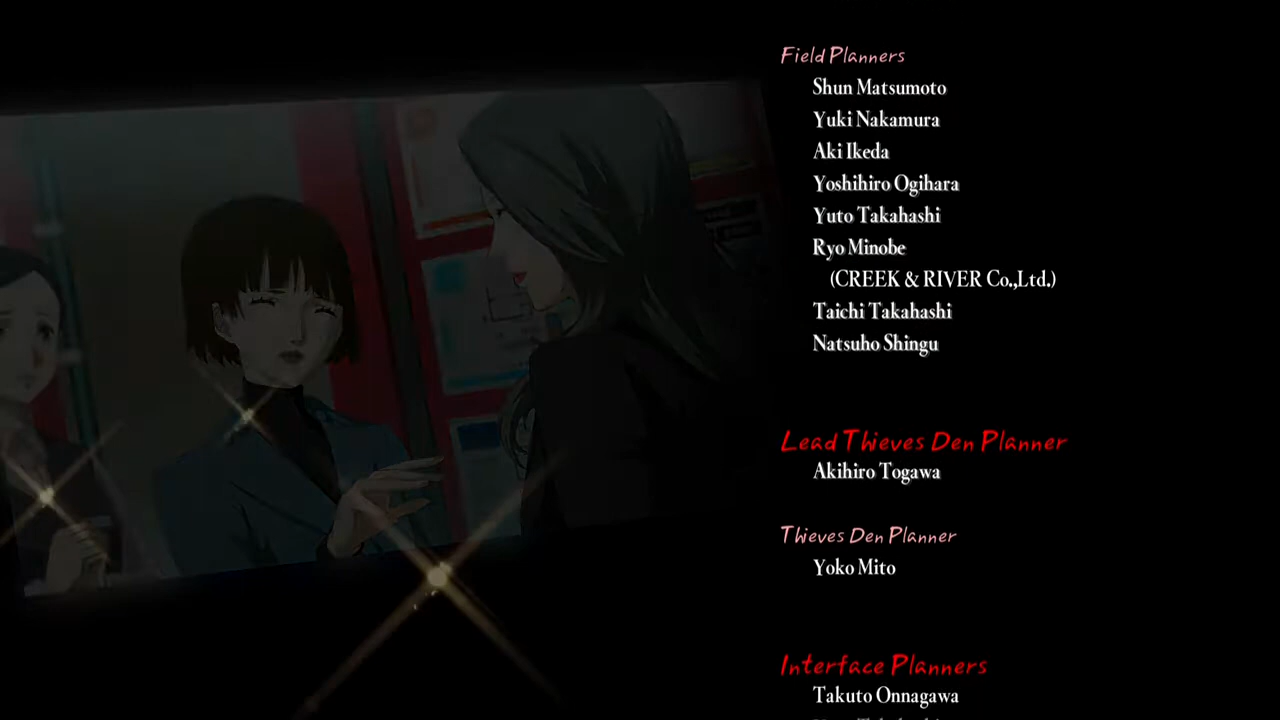 Field Planners
Shun Matsumoto
Yuki Nakamura
Aki Ikeda
Yoshihiro Ogihara
Yuto Takahashi
Ryo Minobe
(CREEK & RIVER Co.,Ltd.)
Taichi Takahashi
Natsuho Shingu
Lead Thieves Den Planner
Akihiro Togawa
Thieves Den Planner
Yoko Mito
Interface Planners
Takuto Onnagawa